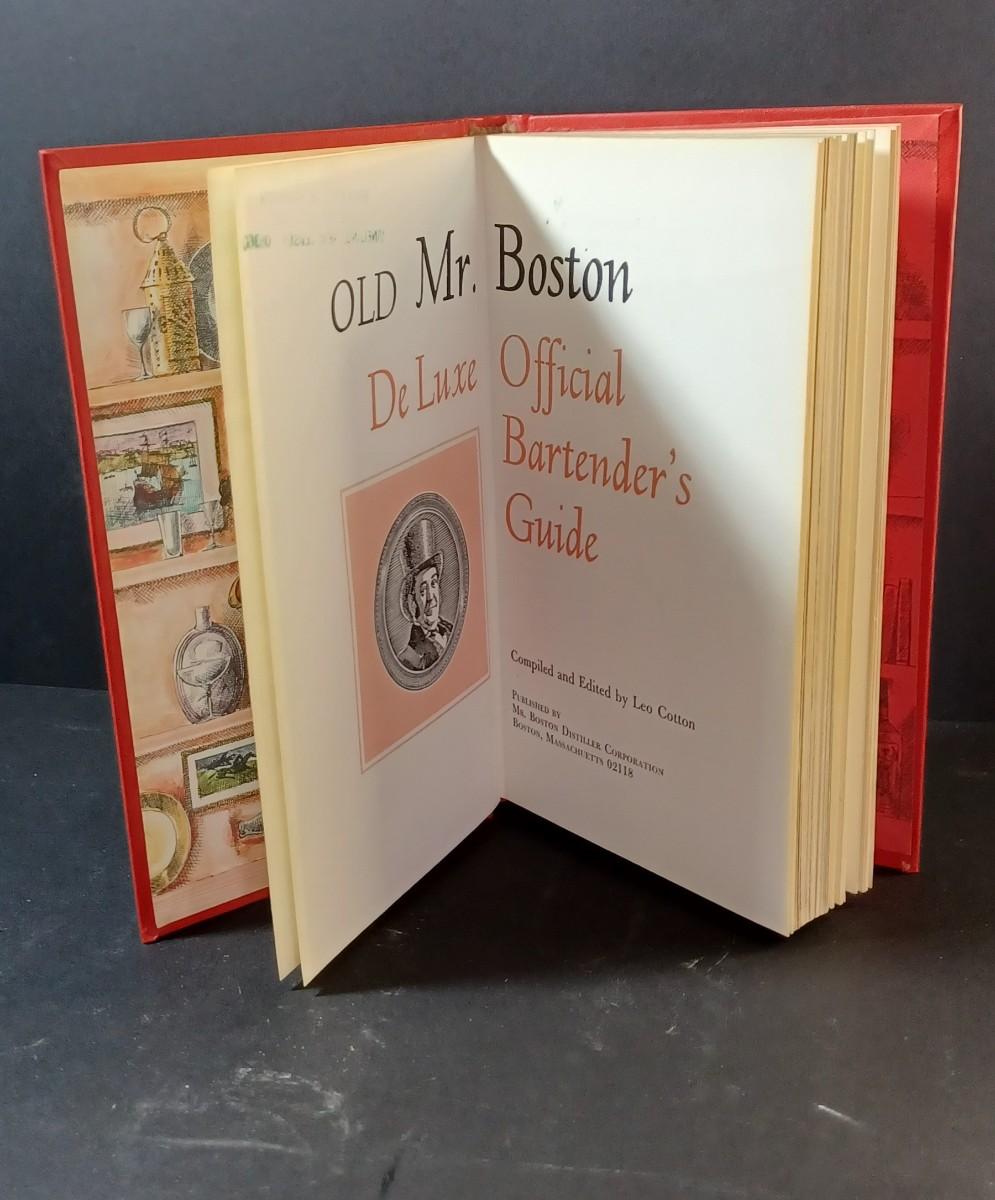 OLD Mr. Boston
De Luxe Official
Bartender's
Guide
Compiled and Edited by Leo Cotton
Published by
Mr. Boston Distiller Corporation
Boston, Massachuetts 02118